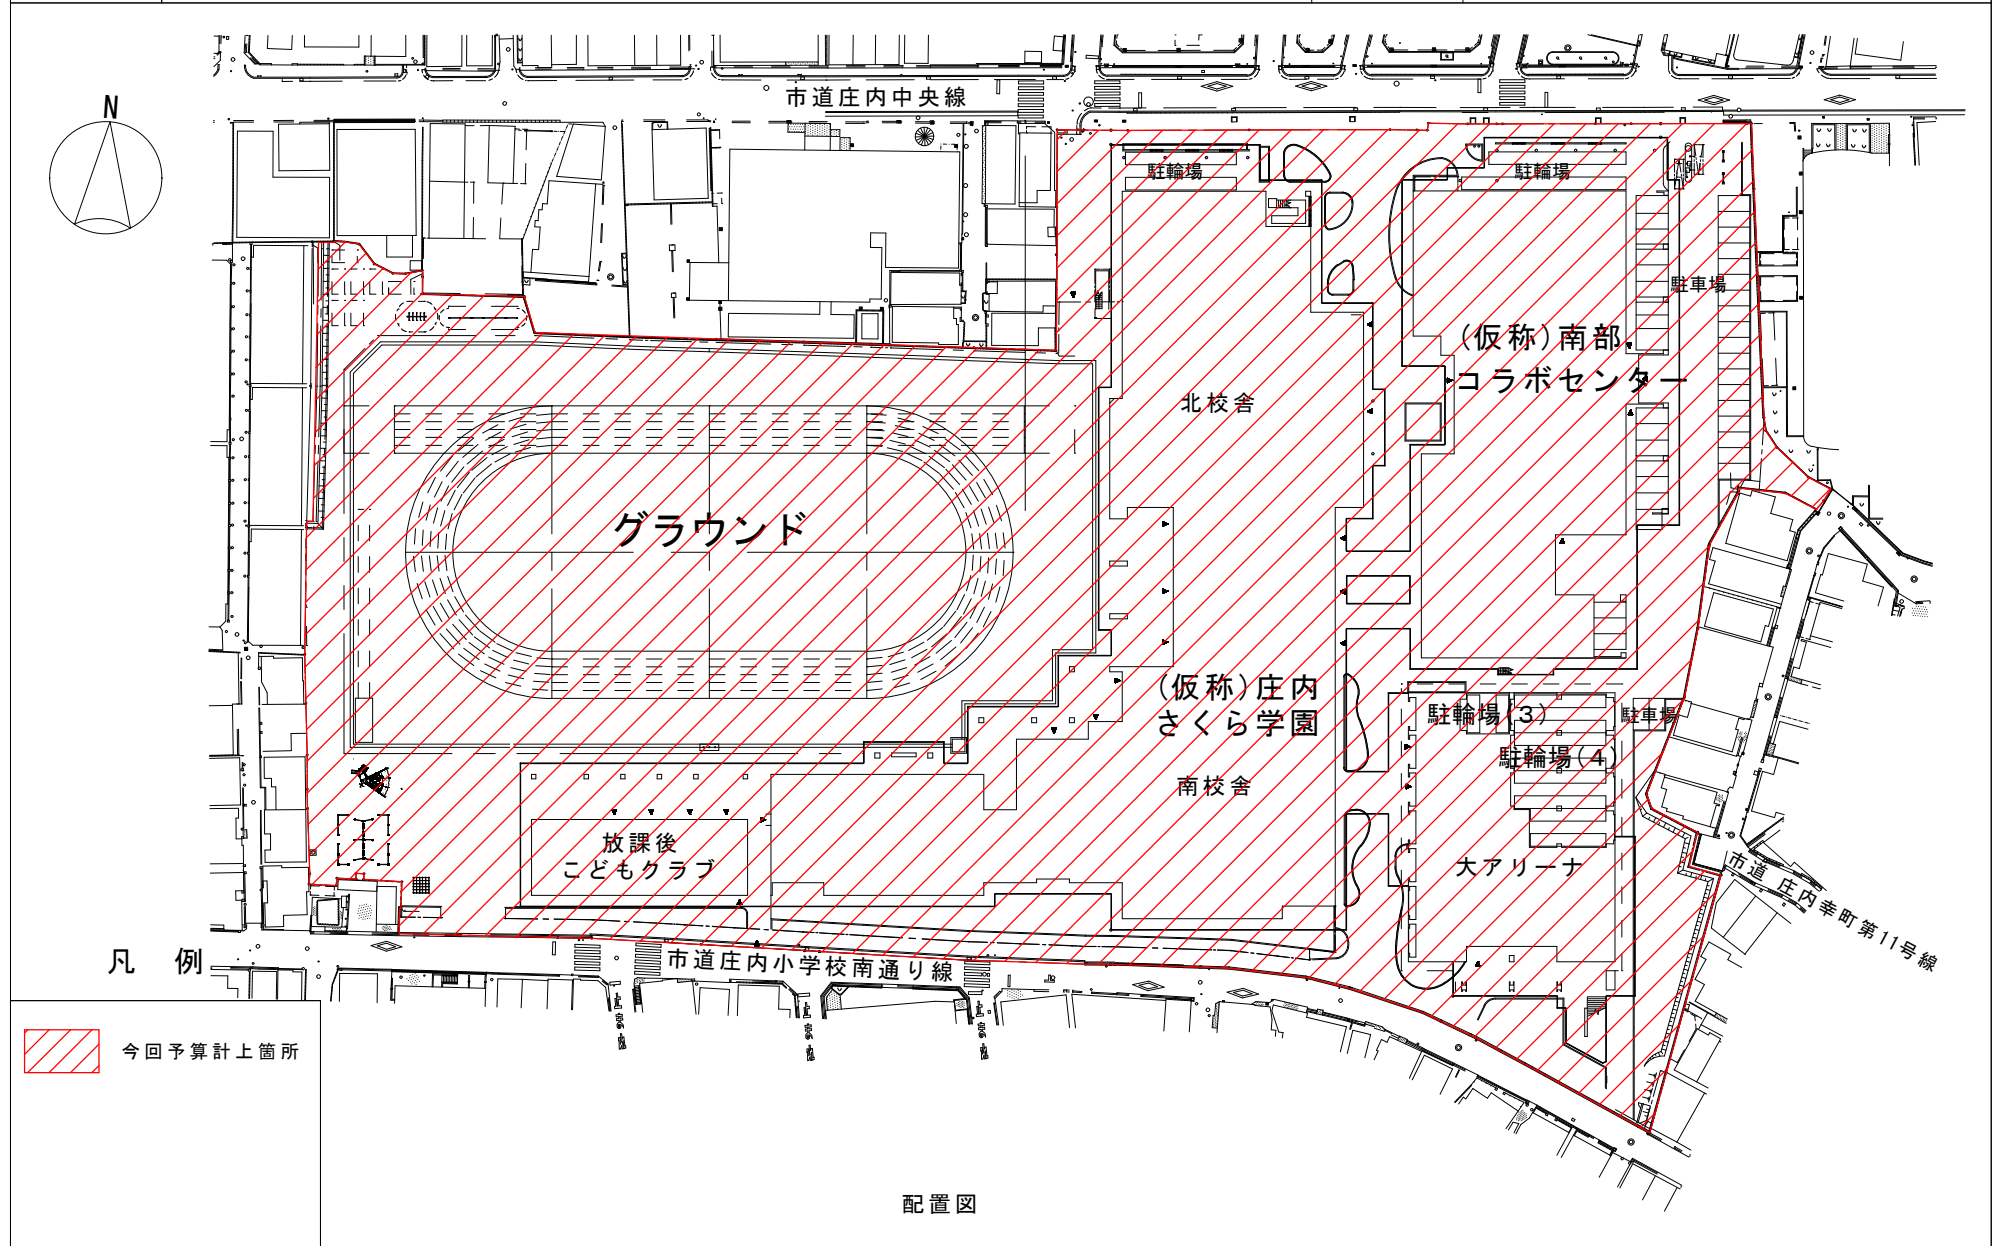 市道庄内中央線
N
駐輪場
駐輪場
駐車場
(仮称)南部
コラボセンター
北校舎
グラウンド
(仮称)庄内
さくら学園
駐輪場(3)
駐車場
駐輪場(4)
南校舎
放課後
こどもクラブ
大アリーナ
市道 庄内幸町第11号線
市道庄内小学校南通り線
凡 例
今回予算計上箇所
配置図